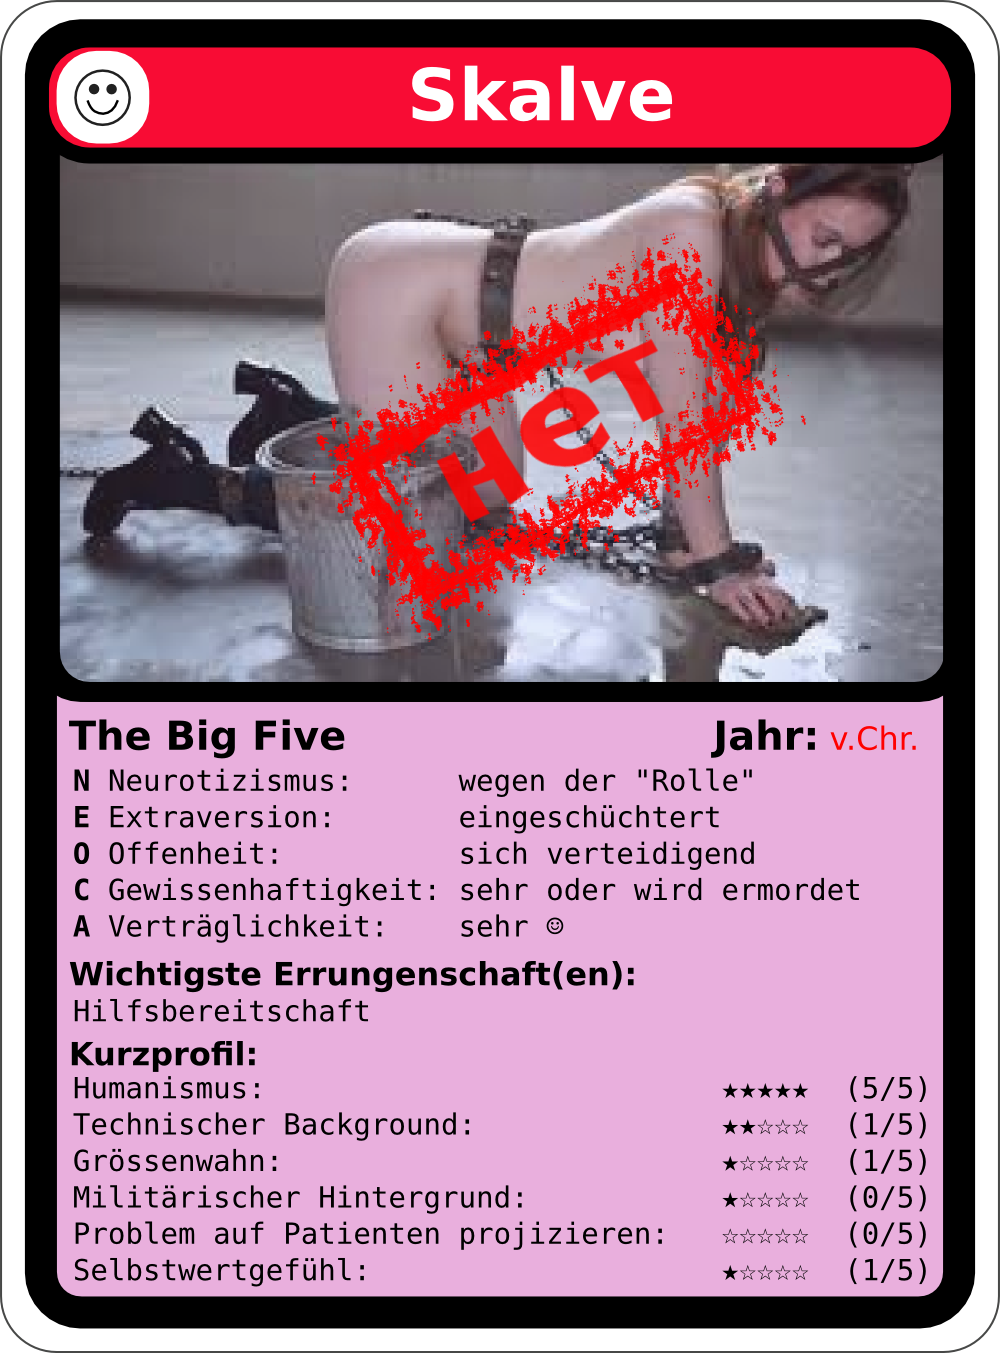 Skalve
нет
The Big Five Jahr: v.Chr.
N Neurotizismus: wegen der "Rolle"
E Extraversion: eingeschüchtert
O Offenheit: sich verteidigend
C Gewissenhaftigkeit: sehr oder wird ermordet
A Verträglichkeit: sehr ☺
Wichtigste Errungenschaft(en):
Hilfsbereitschaft
Kurzprofil:
Humanismus: ★★★★★ (5/5)
Technischer Background: ★★☆☆☆ (1/5)
Grössenwahn: ★☆☆☆☆ (1/5)
Militärischer Hintergrund: ★☆☆☆☆ (0/5)
Problem auf Patienten projizieren: ☆☆☆☆☆ (0/5)
Selbstwertgefühl: ★☆☆☆☆ (1/5)